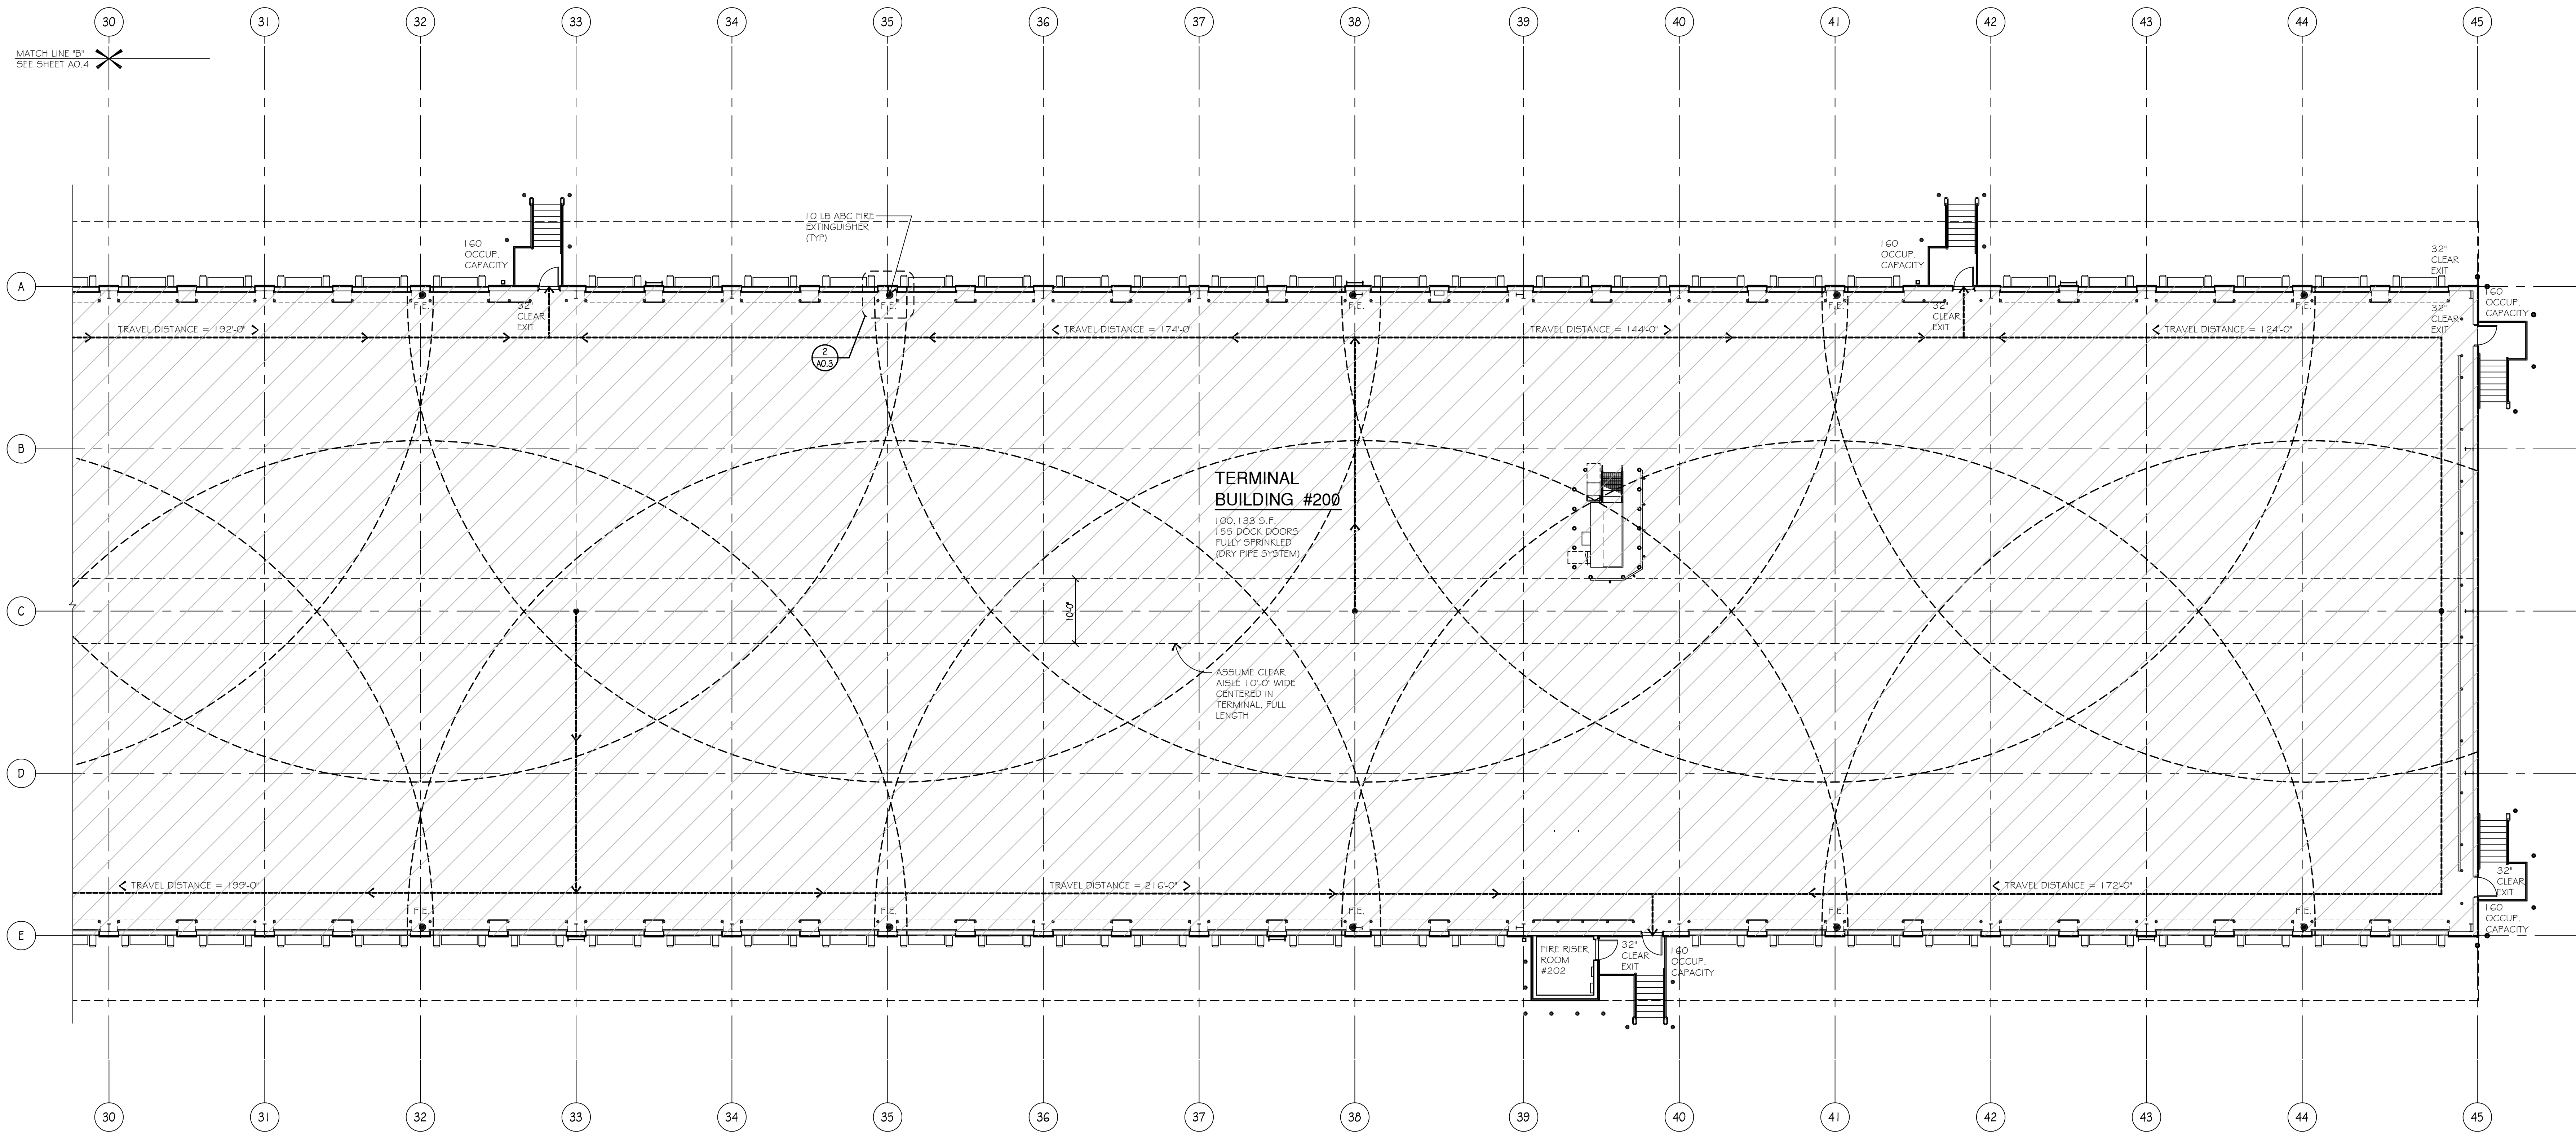 30 31 32 33 34 35 36 37 38 39 40 41 42 43 44 45
MATCH LINE "B"
SEE SHEET A0.4
10 LB ABC FIRE
EXTINGUISHER
(TYP)
160
OCCUP.
CAPACITY
160
OCCUP.
CAPACITY
32"
CLEAR
EXIT
A
F.E. F.E. F.E. F.E. F.E.
32"
CLEAR
EXIT
32"
CLEAR
EXIT
32"
CLEAR
EXIT
160
OCCUP.
CAPACITY
TRAVEL DISTANCE = 192'-0"
TRAVEL DISTANCE = 174'-0"
TRAVEL DISTANCE = 144'-0"
TRAVEL DISTANCE = 124'-0"
2
A0.3
B
TERMINAL
BUILDING #200
100,133 S.F.
155 DOCK DOORS
FULLY SPRINKLED
(DRY PIPE SYSTEM)
C
10'-0"
ASSUME CLEAR
AISLE 10'-0" WIDE
CENTERED IN
TERMINAL, FULL
LENGTH
D
TRAVEL DISTANCE = 199'-0"
TRAVEL DISTANCE = 216'-0"
TRAVEL DISTANCE = 172'-0"
32"
CLEAR
EXIT
F.E. F.E. F.E. F.E. F.E.
160
OCCUP.
CAPACITY
E
FIRE RISER
ROOM
#202
32"
CLEAR
EXIT
160
OCCUP.
CAPACITY
30 31 32 33 34 35 36 37 38 39 40 41 42 43 44 45